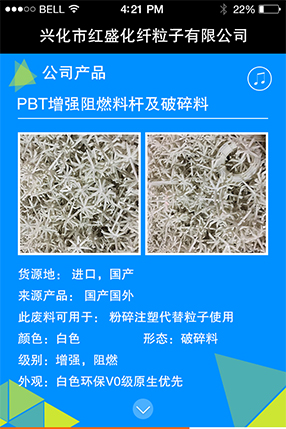 BELL 4:21 PM 22%
兴化市红盛化纤粒子有限公司
公司产品
PBT增强阻燃料杆及破碎料
货源地： 进口，国产
来源产品： 国产国外
此废料可用于： 粉碎注塑代替粒子使用
颜色：白色 形态：破碎料
级别：增强，阻燃
外观：白色环保V0级原生优先